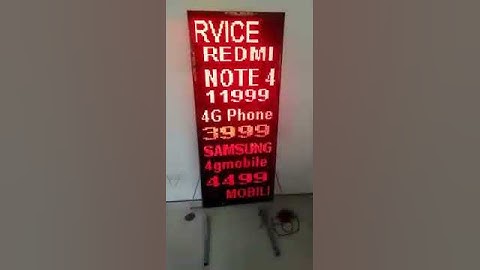 RVICE
REDMI
NOTE 4
11999
4G Phone
3999
SAMSUNG
4gmobile
4499
MOBILI